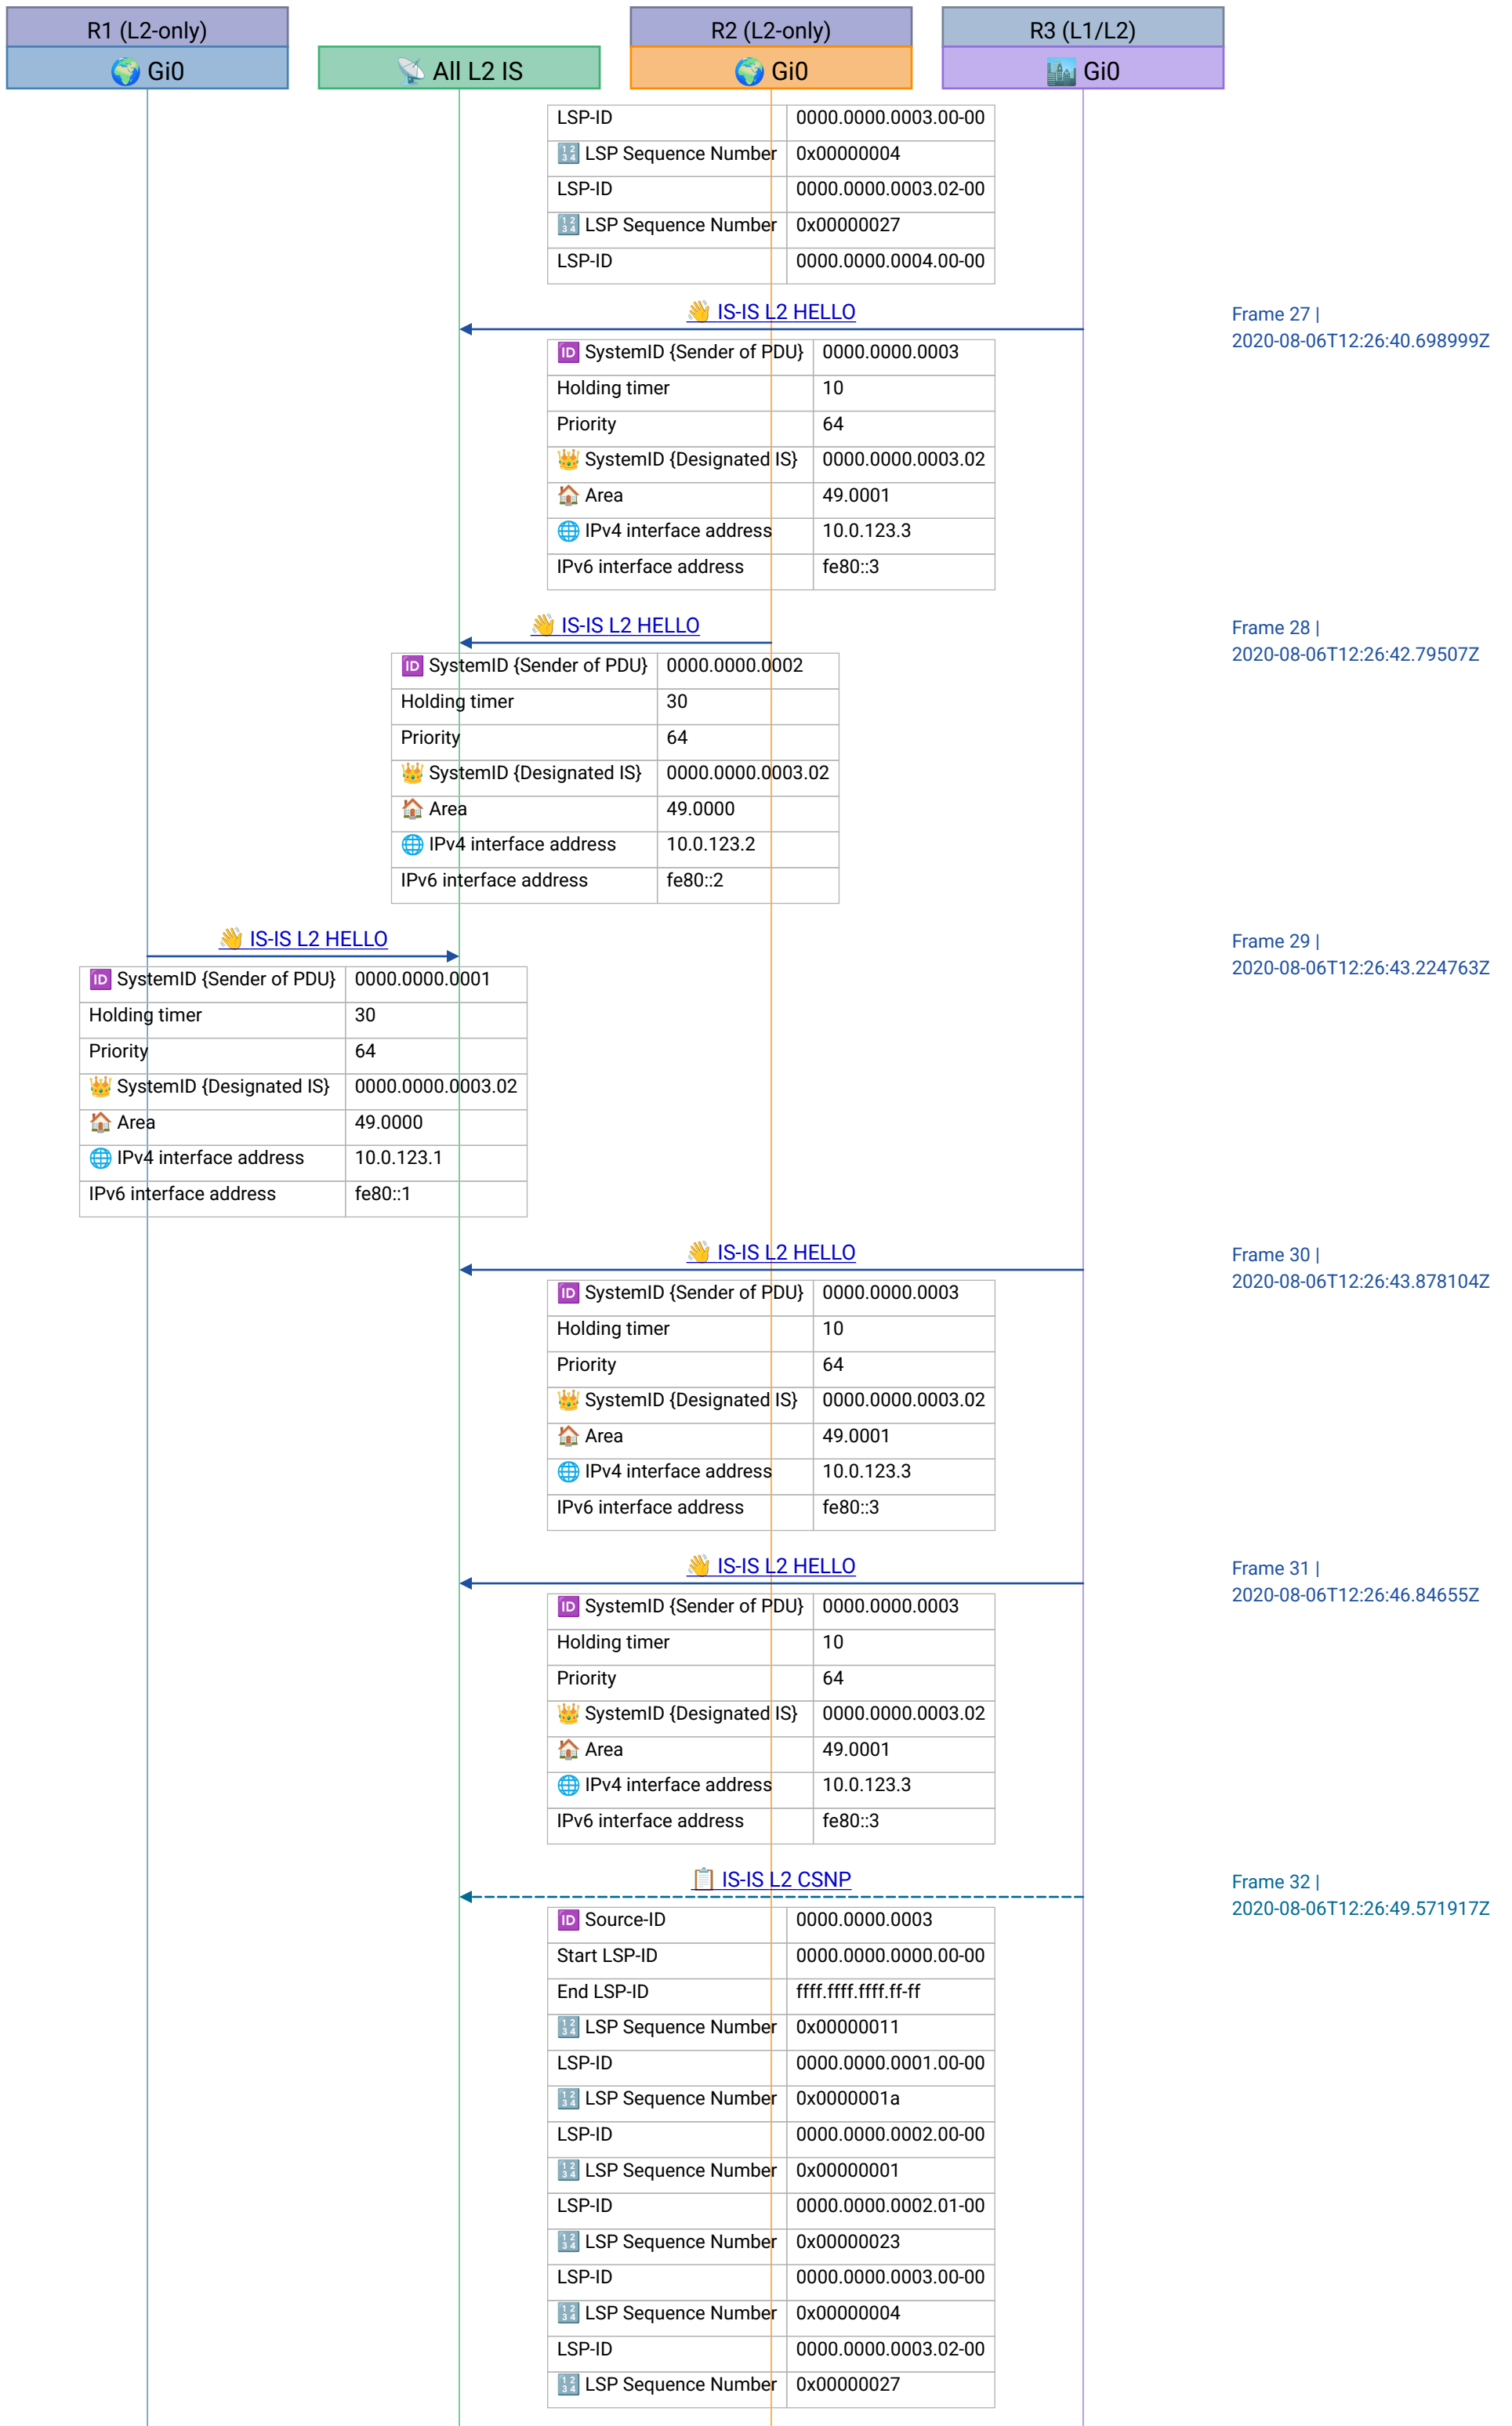 R1 (L2-only)
Gi0
All L2 IS
R2 (L2-only)
Gi0
R3 (L1/L2)
Gi0
LSP-ID 0000.0000.0003.00-00
LSP Sequence Number 0x00000004
LSP-ID 0000.0000.0003.02-00
LSP Sequence Number 0x00000027
LSP-ID 0000.0000.0004.00-00
IS-IS L2 HELLO
Frame 27 |
2020-08-06T12:26:40.698999Z
SystemID {Sender of PDU} 0000.0000.0003
Holding timer 10
Priority 64
SystemID {Designated IS} 0000.0000.0003.02
Area 49.0001
IPv4 interface address 10.0.123.3
IPv6 interface address fe80::3
IS-IS L2 HELLO
Frame 28 |
2020-08-06T12:26:42.79507Z
SystemID {Sender of PDU} 0000.0000.0002
Holding timer 30
Priority 64
SystemID {Designated IS} 0000.0000.0003.02
Area 49.0000
IPv4 interface address 10.0.123.2
IPv6 interface address fe80::2
IS-IS L2 HELLO
Frame 29 |
2020-08-06T12:26:43.224763Z
SystemID {Sender of PDU} 0000.0000.0001
Holding timer 30
Priority 64
SystemID {Designated IS} 0000.0000.0003.02
Area 49.0000
IPv4 interface address 10.0.123.1
IPv6 interface address fe80::1
IS-IS L2 HELLO
Frame 30 |
2020-08-06T12:26:43.878104Z
SystemID {Sender of PDU} 0000.0000.0003
Holding timer 10
Priority 64
SystemID {Designated IS} 0000.0000.0003.02
Area 49.0001
IPv4 interface address 10.0.123.3
IPv6 interface address fe80::3
IS-IS L2 HELLO
Frame 31 |
2020-08-06T12:26:46.84655Z
SystemID {Sender of PDU} 0000.0000.0003
Holding timer 10
Priority 64
SystemID {Designated IS} 0000.0000.0003.02
Area 49.0001
IPv4 interface address 10.0.123.3
IPv6 interface address fe80::3
IS-IS L2 CSNP
Frame 32 |
2020-08-06T12:26:49.571917Z
Source-ID 0000.0000.0003
Start LSP-ID 0000.0000.0000.00-00
End LSP-ID ffff.ffff.ffff.ff-ff
LSP Sequence Number 0x00000011
LSP-ID 0000.0000.0001.00-00
LSP Sequence Number 0x0000001a
LSP-ID 0000.0000.0002.00-00
LSP Sequence Number 0x00000001
LSP-ID 0000.0000.0002.01-00
LSP Sequence Number 0x00000023
LSP-ID 0000.0000.0003.00-00
LSP Sequence Number 0x00000004
LSP-ID 0000.0000.0003.02-00
LSP Sequence Number 0x00000027